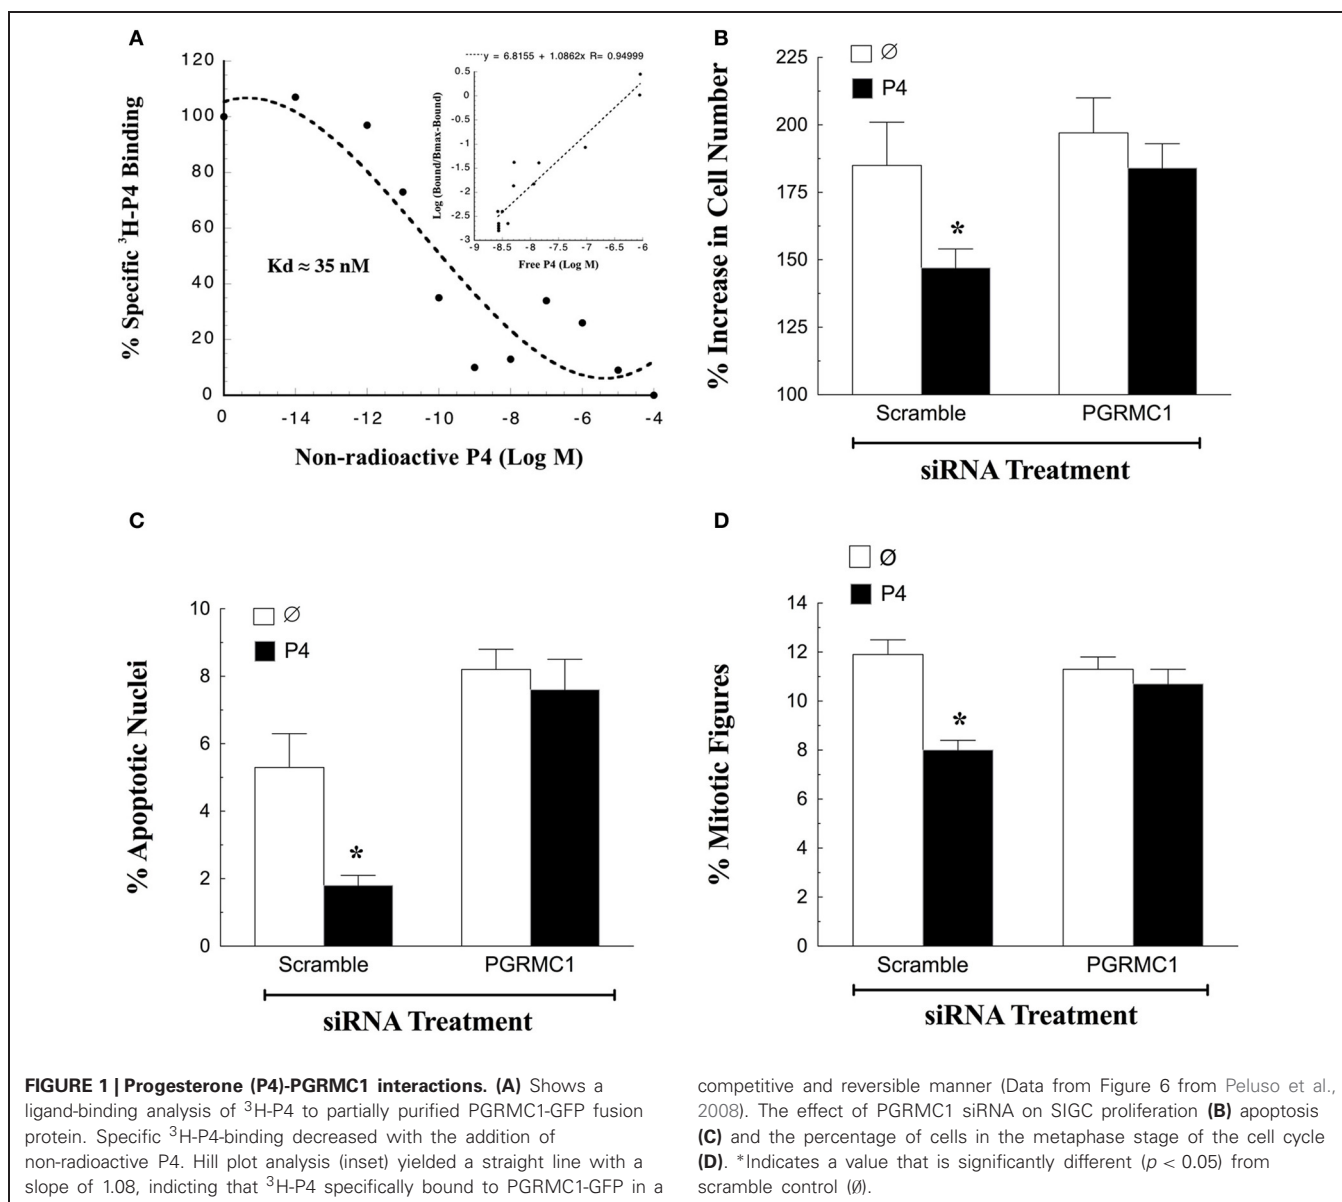 A
120
100
80
60
40
20
0
% Specific ³H-P4 Binding
Kd ≈ 35 nM
0 -14 -12 -10 -8 -6 -4
Non-radioactive P4 (Log M)
y = 6.8155 + 1.0862x R= 0.94999
0.5
0
-0.5
-1
-1.5
-2
-2.5
-3
Log (Bound/Bmax-Bound)
-9 -8.5 -8 -7.5 -7 -6.5 -6
Free P4 (Log M)
B
Ø
P4
225
200
175
150
125
100
% Increase in Cell Number
*
Scramble PGRMC1
siRNA Treatment
C
Ø
P4
10
8
6
4
2
0
% Apoptotic Nuclei
*
Scramble PGRMC1
siRNA Treatment
D
Ø
P4
14
12
10
8
6
4
2
0
% Mitotic Figures
*
Scramble PGRMC1
siRNA Treatment
FIGURE 1 | Progesterone (P4)-PGRMC1 interactions. (A) Shows a
ligand-binding analysis of ³H-P4 to partially purified PGRMC1-GFP fusion
protein. Specific ³H-P4-binding decreased with the addition of
non-radioactive P4. Hill plot analysis (inset) yielded a straight line with a
slope of 1.08, indicting that ³H-P4 specifically bound to PGRMC1-GFP in a
competitive and reversible manner (Data from Figure 6 from Peluso et al.,
2008). The effect of PGRMC1 siRNA on SIGC proliferation (B) apoptosis
(C) and the percentage of cells in the metaphase stage of the cell cycle
(D). *Indicates a value that is significantly different (p < 0.05) from
scramble control (Ø).